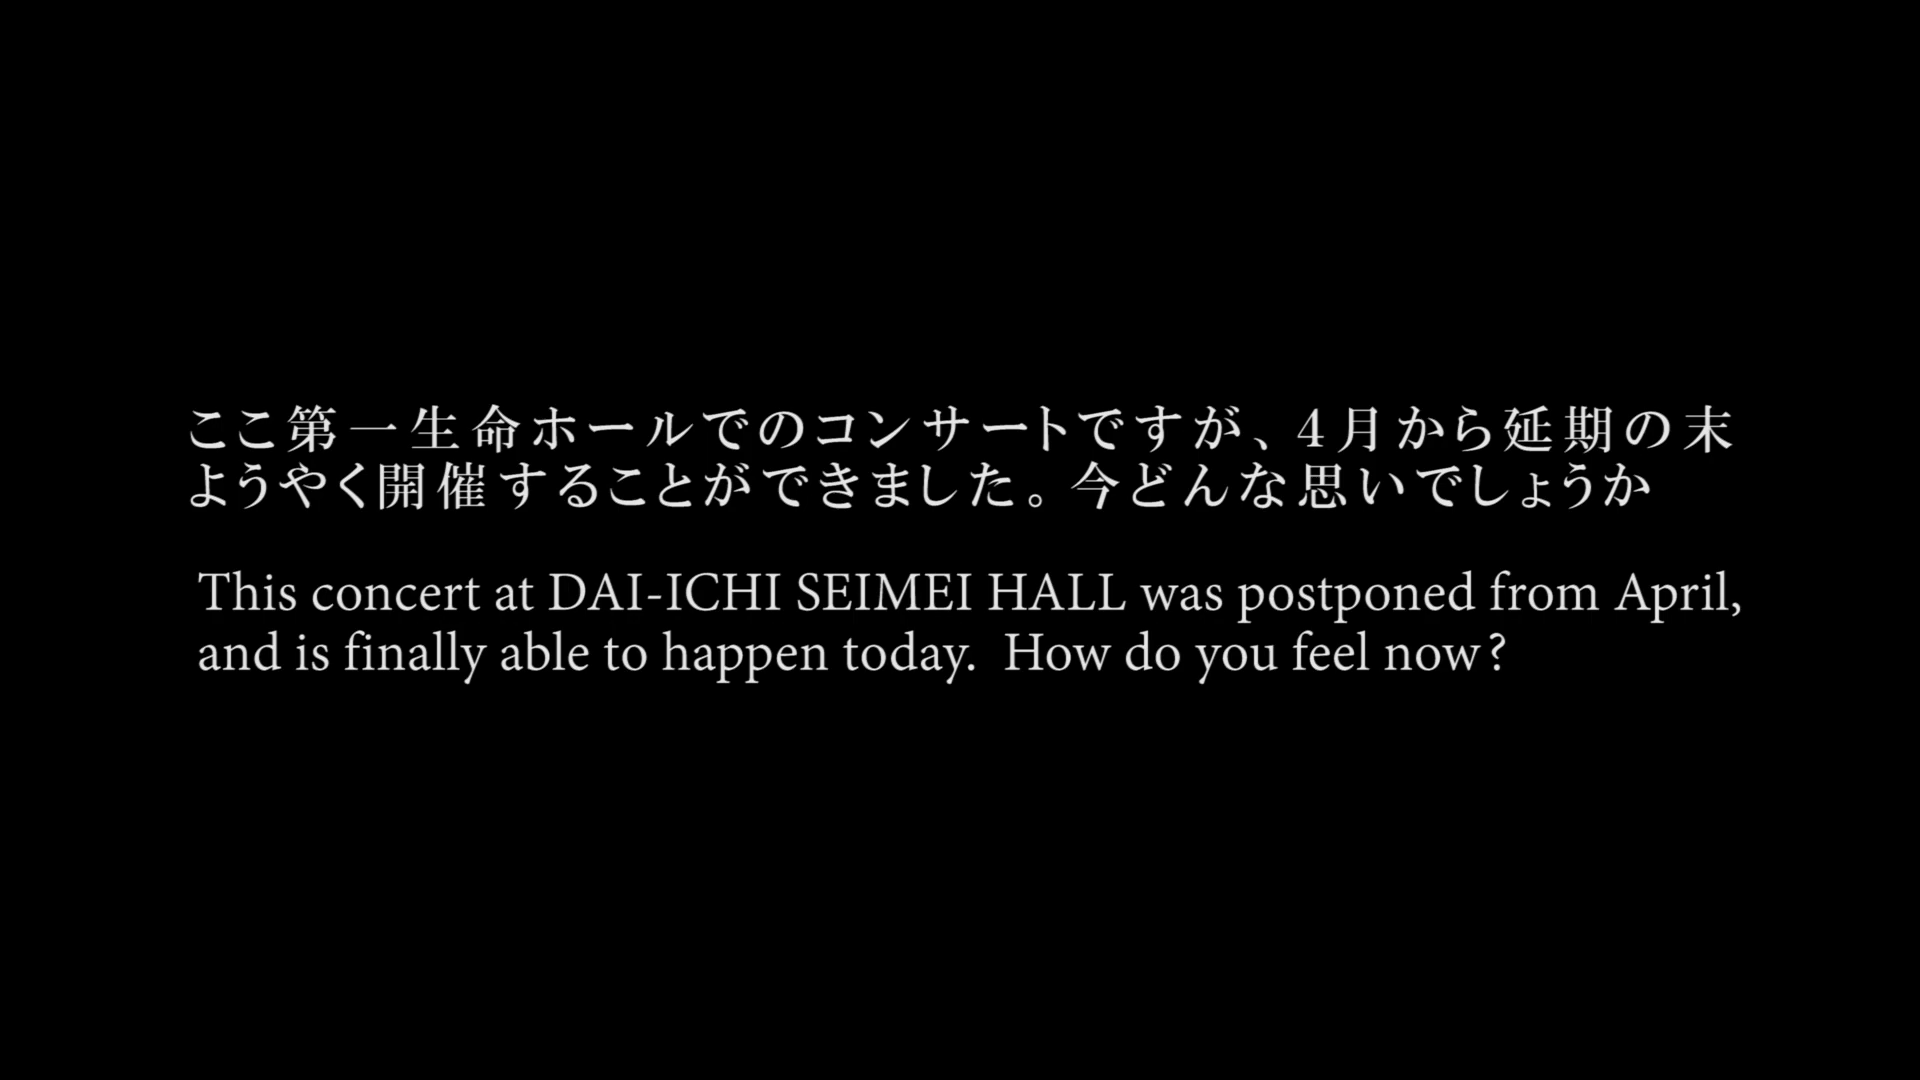 ここ第一生命ホールでのコンサートですが、4月から延期の末
ようやく開催することができました。今どんな思いでしょうか
This concert at DAI-ICHI SEIMEI HALL was postponed from April,
and is finally able to happen today.  How do you feel now?